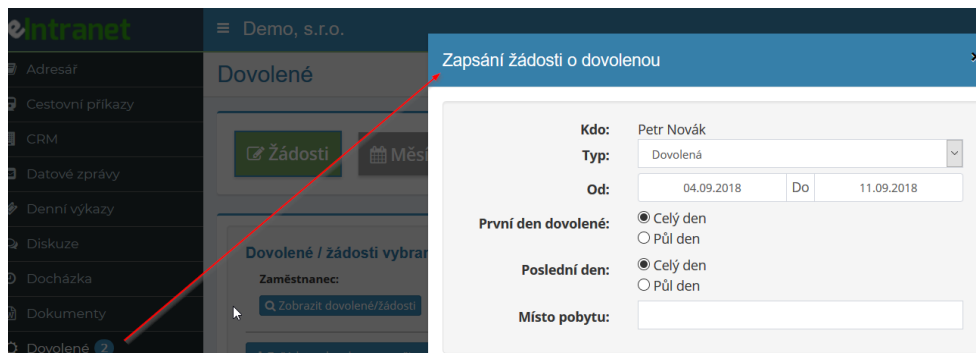 eIntranet
Demo, s.r.o.
Adresář
Cestovní příkazy
CRM
Datové zprávy
Denní výkazy
Diskuze
Docházka
Dokumenty
Dovolené 2
Dovolené
Žádosti
Měsí
Dovolené / žádosti vybran
Zaměstnanec:
Zobrazit dovolené/žádosti
Zapsání žádosti o dovolenou
Kdo: Petr Novák
Typ: Dovolená
Od: 04.09.2018 Do 11.09.2018
První den dovolené: Celý den
Půl den
Poslední den: Celý den
Půl den
Místo pobytu: